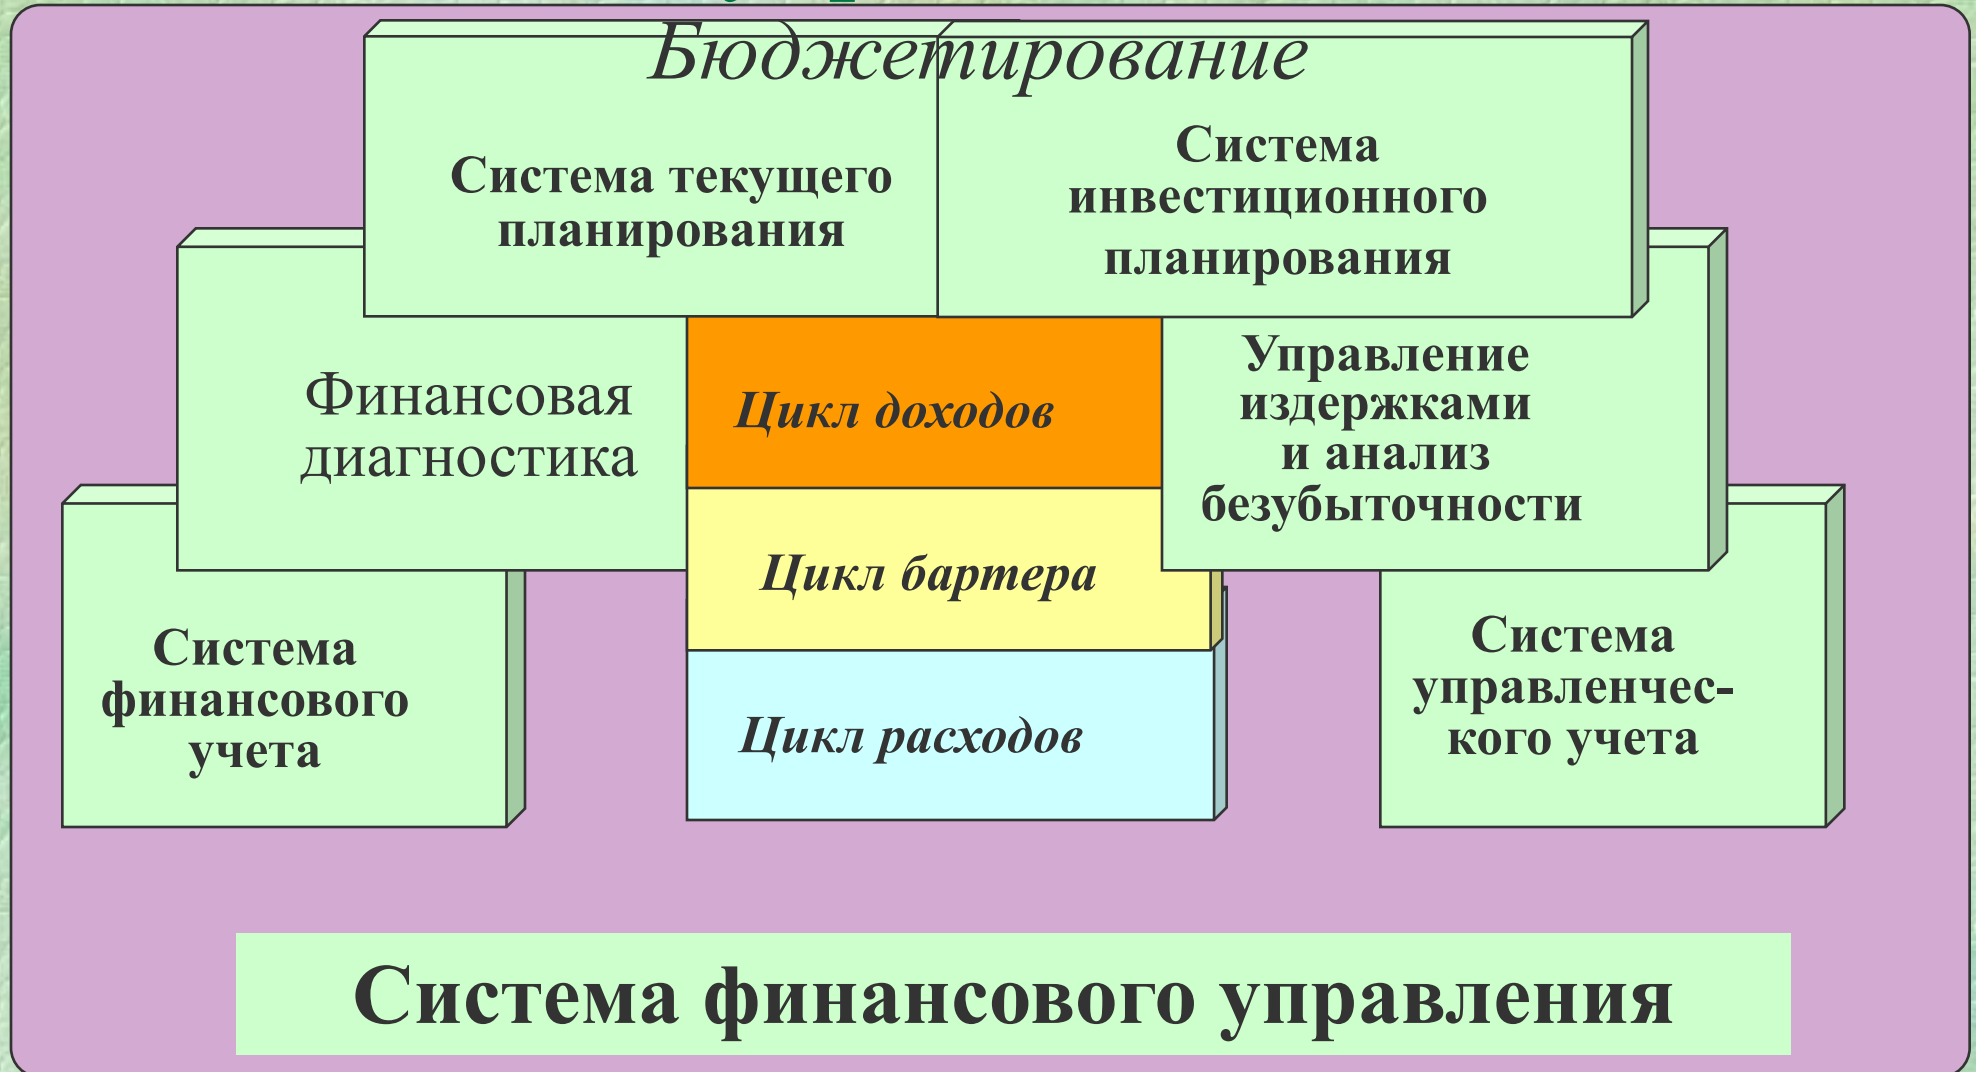 Бюджетирование
Система текущего
планирования
Система
инвестиционного
планирования
Финансовая
диагностика
Цикл доходов
Управление
издержками
и анализ
безубыточности
Цикл бартера
Система
финансового
учета
Цикл расходов
Система
управленчес-
кого учета
Система финансового управления